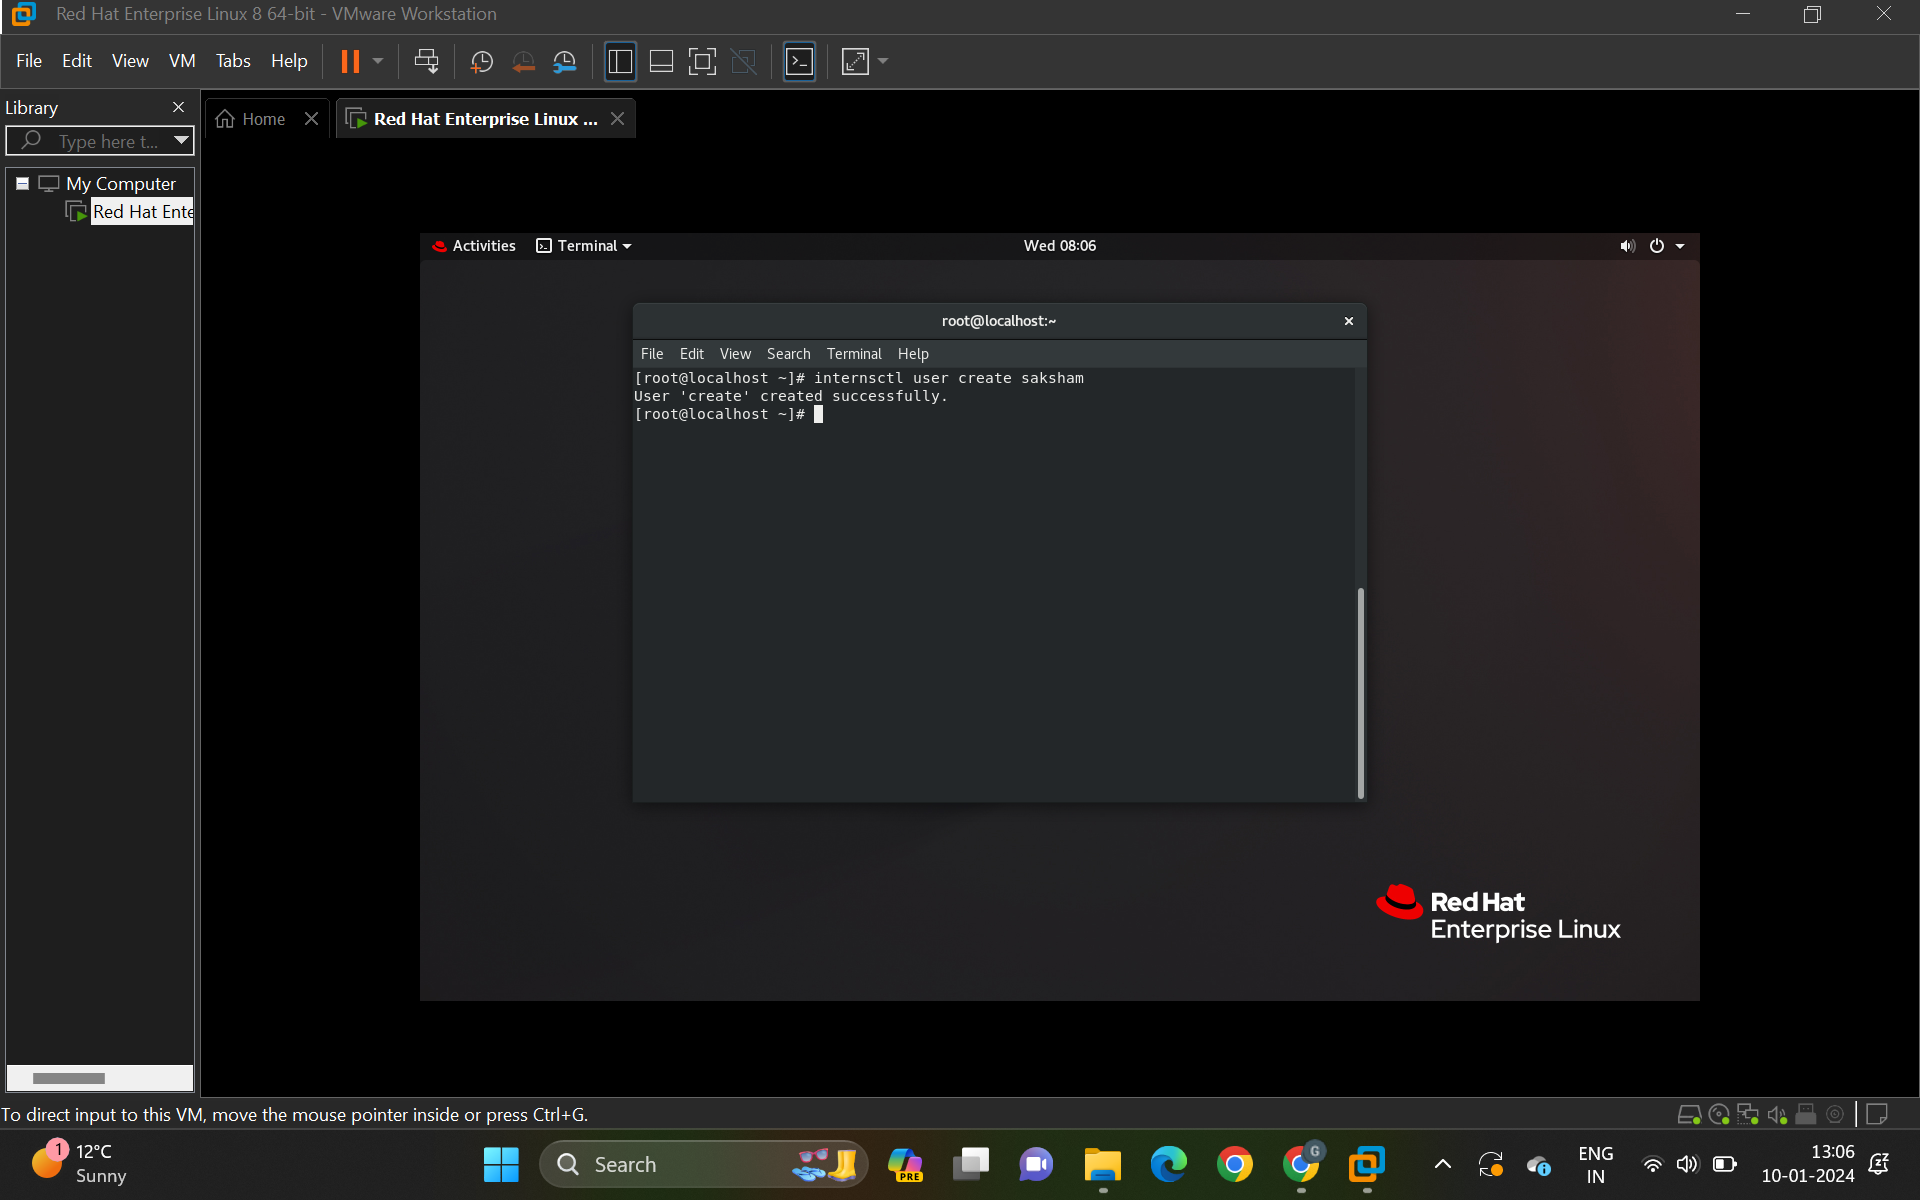 Red Hat Enterprise Linux 8 64-bit - VMware Workstation
File Edit View VM Tabs Help
Library
Type here t...
My Computer
Red Hat Ente
Home
Red Hat Enterprise Linux ...
Activities
Terminal
Wed 08:06
root@localhost:~
File Edit View Search Terminal Help
[root@localhost ~]# internsctl user create saksham
User 'create' created successfully.
[root@localhost ~]#
Red Hat
Enterprise Linux
To direct input to this VM, move the mouse pointer inside or press Ctrl+G.
1
12°C
Sunny
Search
PRE
G
ENG
IN
13:06
10-01-2024